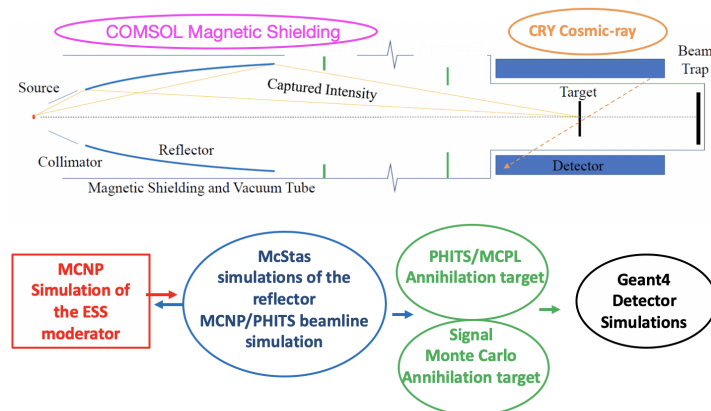 COMSOL Magnetic Shielding
CRY Cosmic-ray
Beam
Trap
Source
Captured Intensity
Target
Reflector
Collimator
Detector
Magnetic Shielding and Vacuum Tube
MCNP
Simulation of
the ESS
moderator
McStas
simulations of the
reflector
MCNP/PHITS beamline
simulation
PHITS/MCPL
Annihilation target
Signal
Monte Carlo
Annihilation target
Geant4
Detector
Simulations